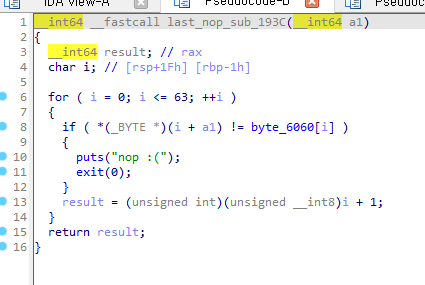 IDA View-A
Pseudocode-D
1 __int64 __fastcall last_nop_sub_193C(__int64 a1)
2 {
3 __int64 result; // rax
4 char i; // [rsp+1Fh] [rbp-1h]
5
6 for ( i = 0; i <= 63; ++i )
7 {
8 if ( *(_BYTE *)(i + a1) != byte_6060[i] )
9 {
10 puts("nop :(");
11 exit(0);
12 }
13 result = (unsigned int)(unsigned __int8)i + 1;
14 }
15 return result;
16 }